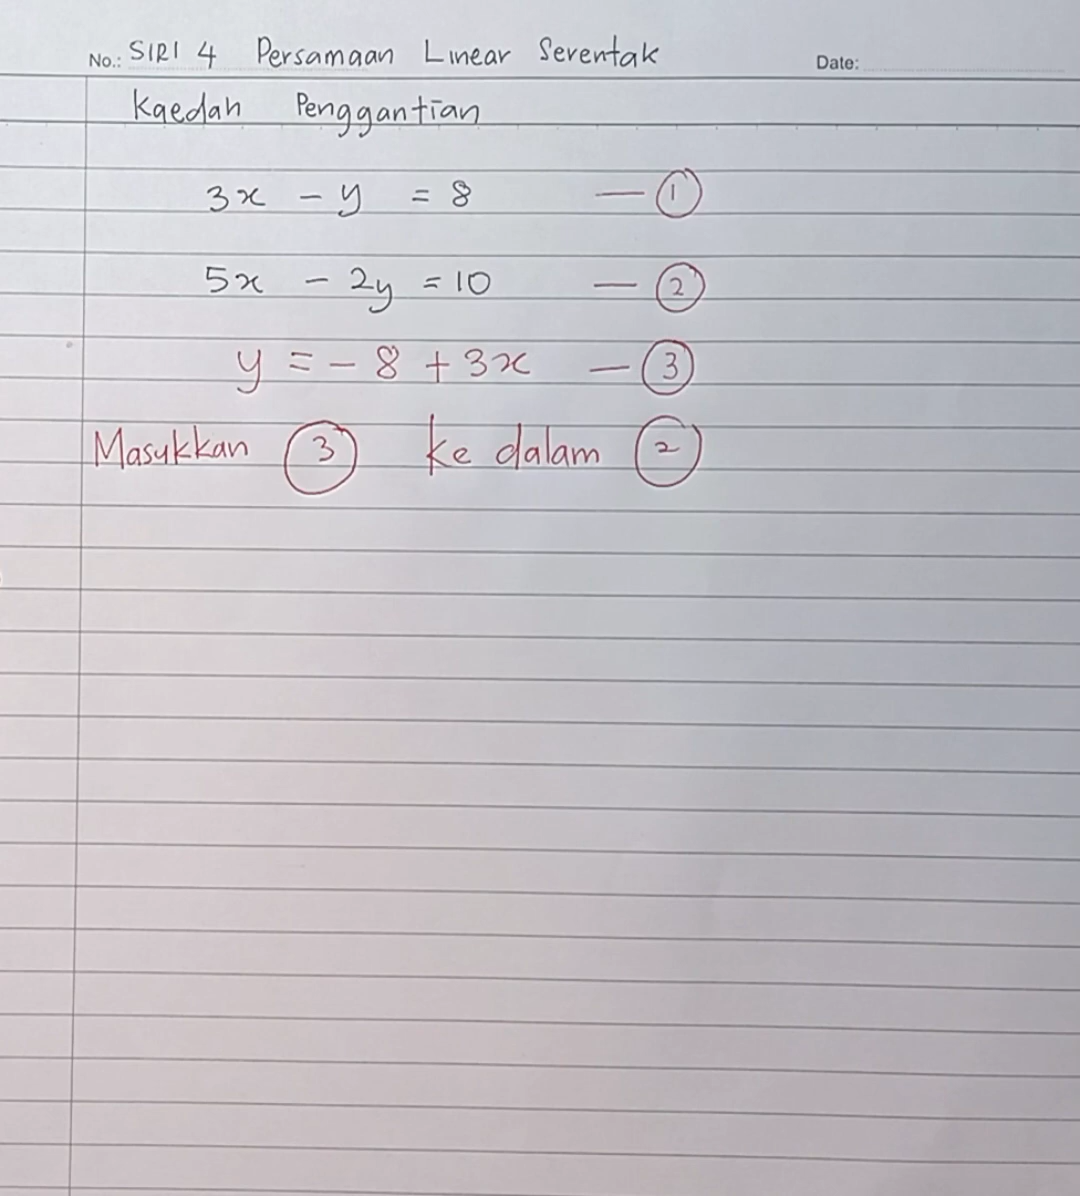 No.: SIRI 4 Persamaan Linear Serentak Date:
Kaedah Penggantian
3x - y = 8 — ①
5x - 2y = 10 — ②
y = - 8 + 3x — ③
Masukkan ③ ke dalam ②